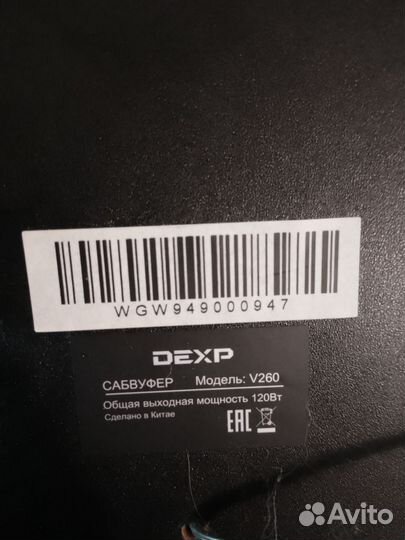 WGW949000947
DEXP
САБВУФЕР Модель: V260
Общая выходная мощность 120Вт
Сделано в Китае
EAC
Avito